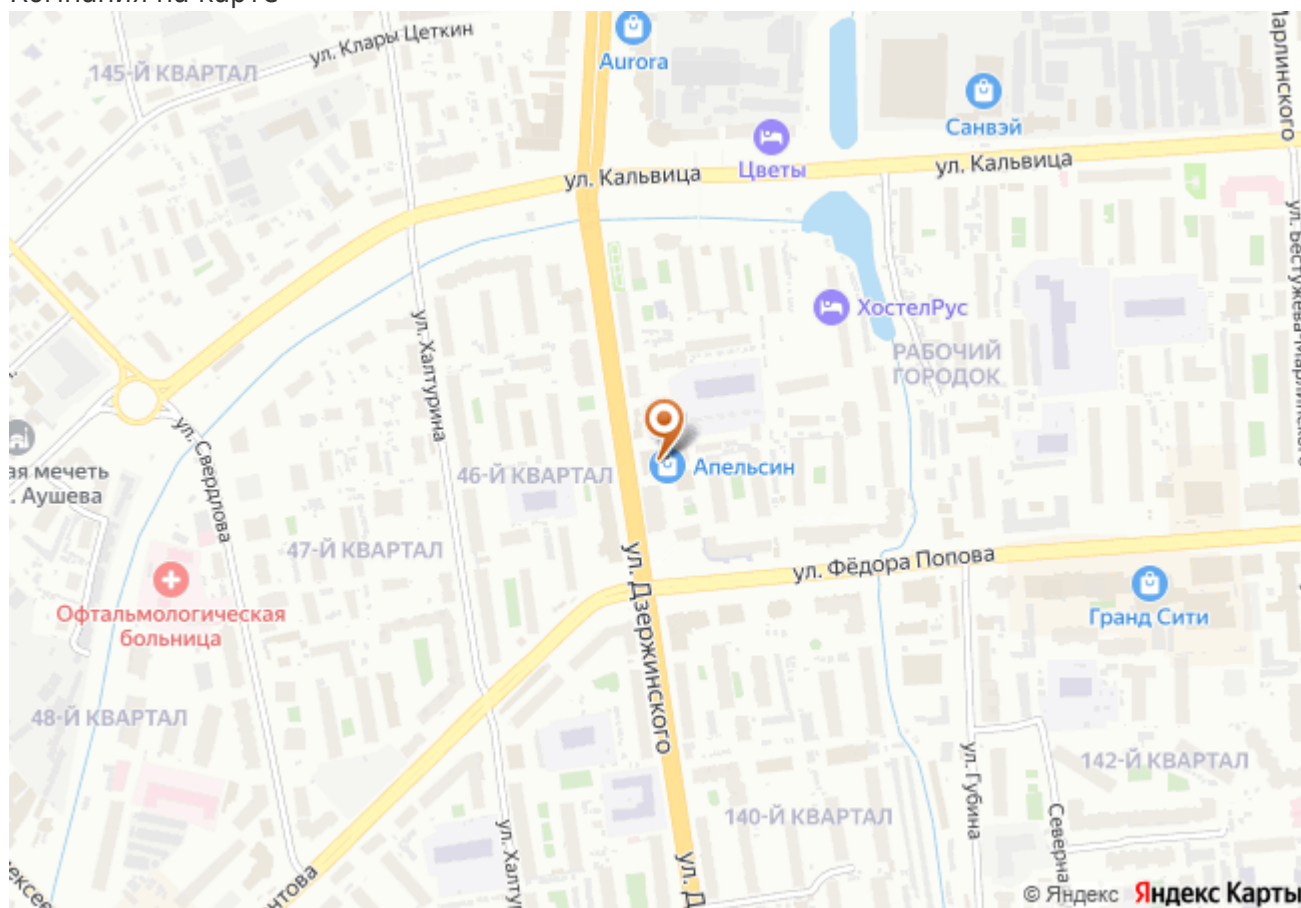 ул. Клары Цеткин
145-Й КВАРТАЛ
Aurora
Санвэй
Цветы
ул. Кальвица
ул. Кальвица
ХостелРус
РАБОЧИЙ
ГОРОДОК
ул. Халтурина
ул. Свердлова
46-Й КВАРТАЛ
Апельсин
мечеть
Аушева
47-Й КВАРТАЛ
ул. Дзержинского
ул. Фёдора Попова
Офтальмологическая
больница
Гранд Сити
48-Й КВАРТАЛ
142-Й КВАРТАЛ
ул. Губина
140-Й КВАРТАЛ
© Яндекс Яндекс Карты